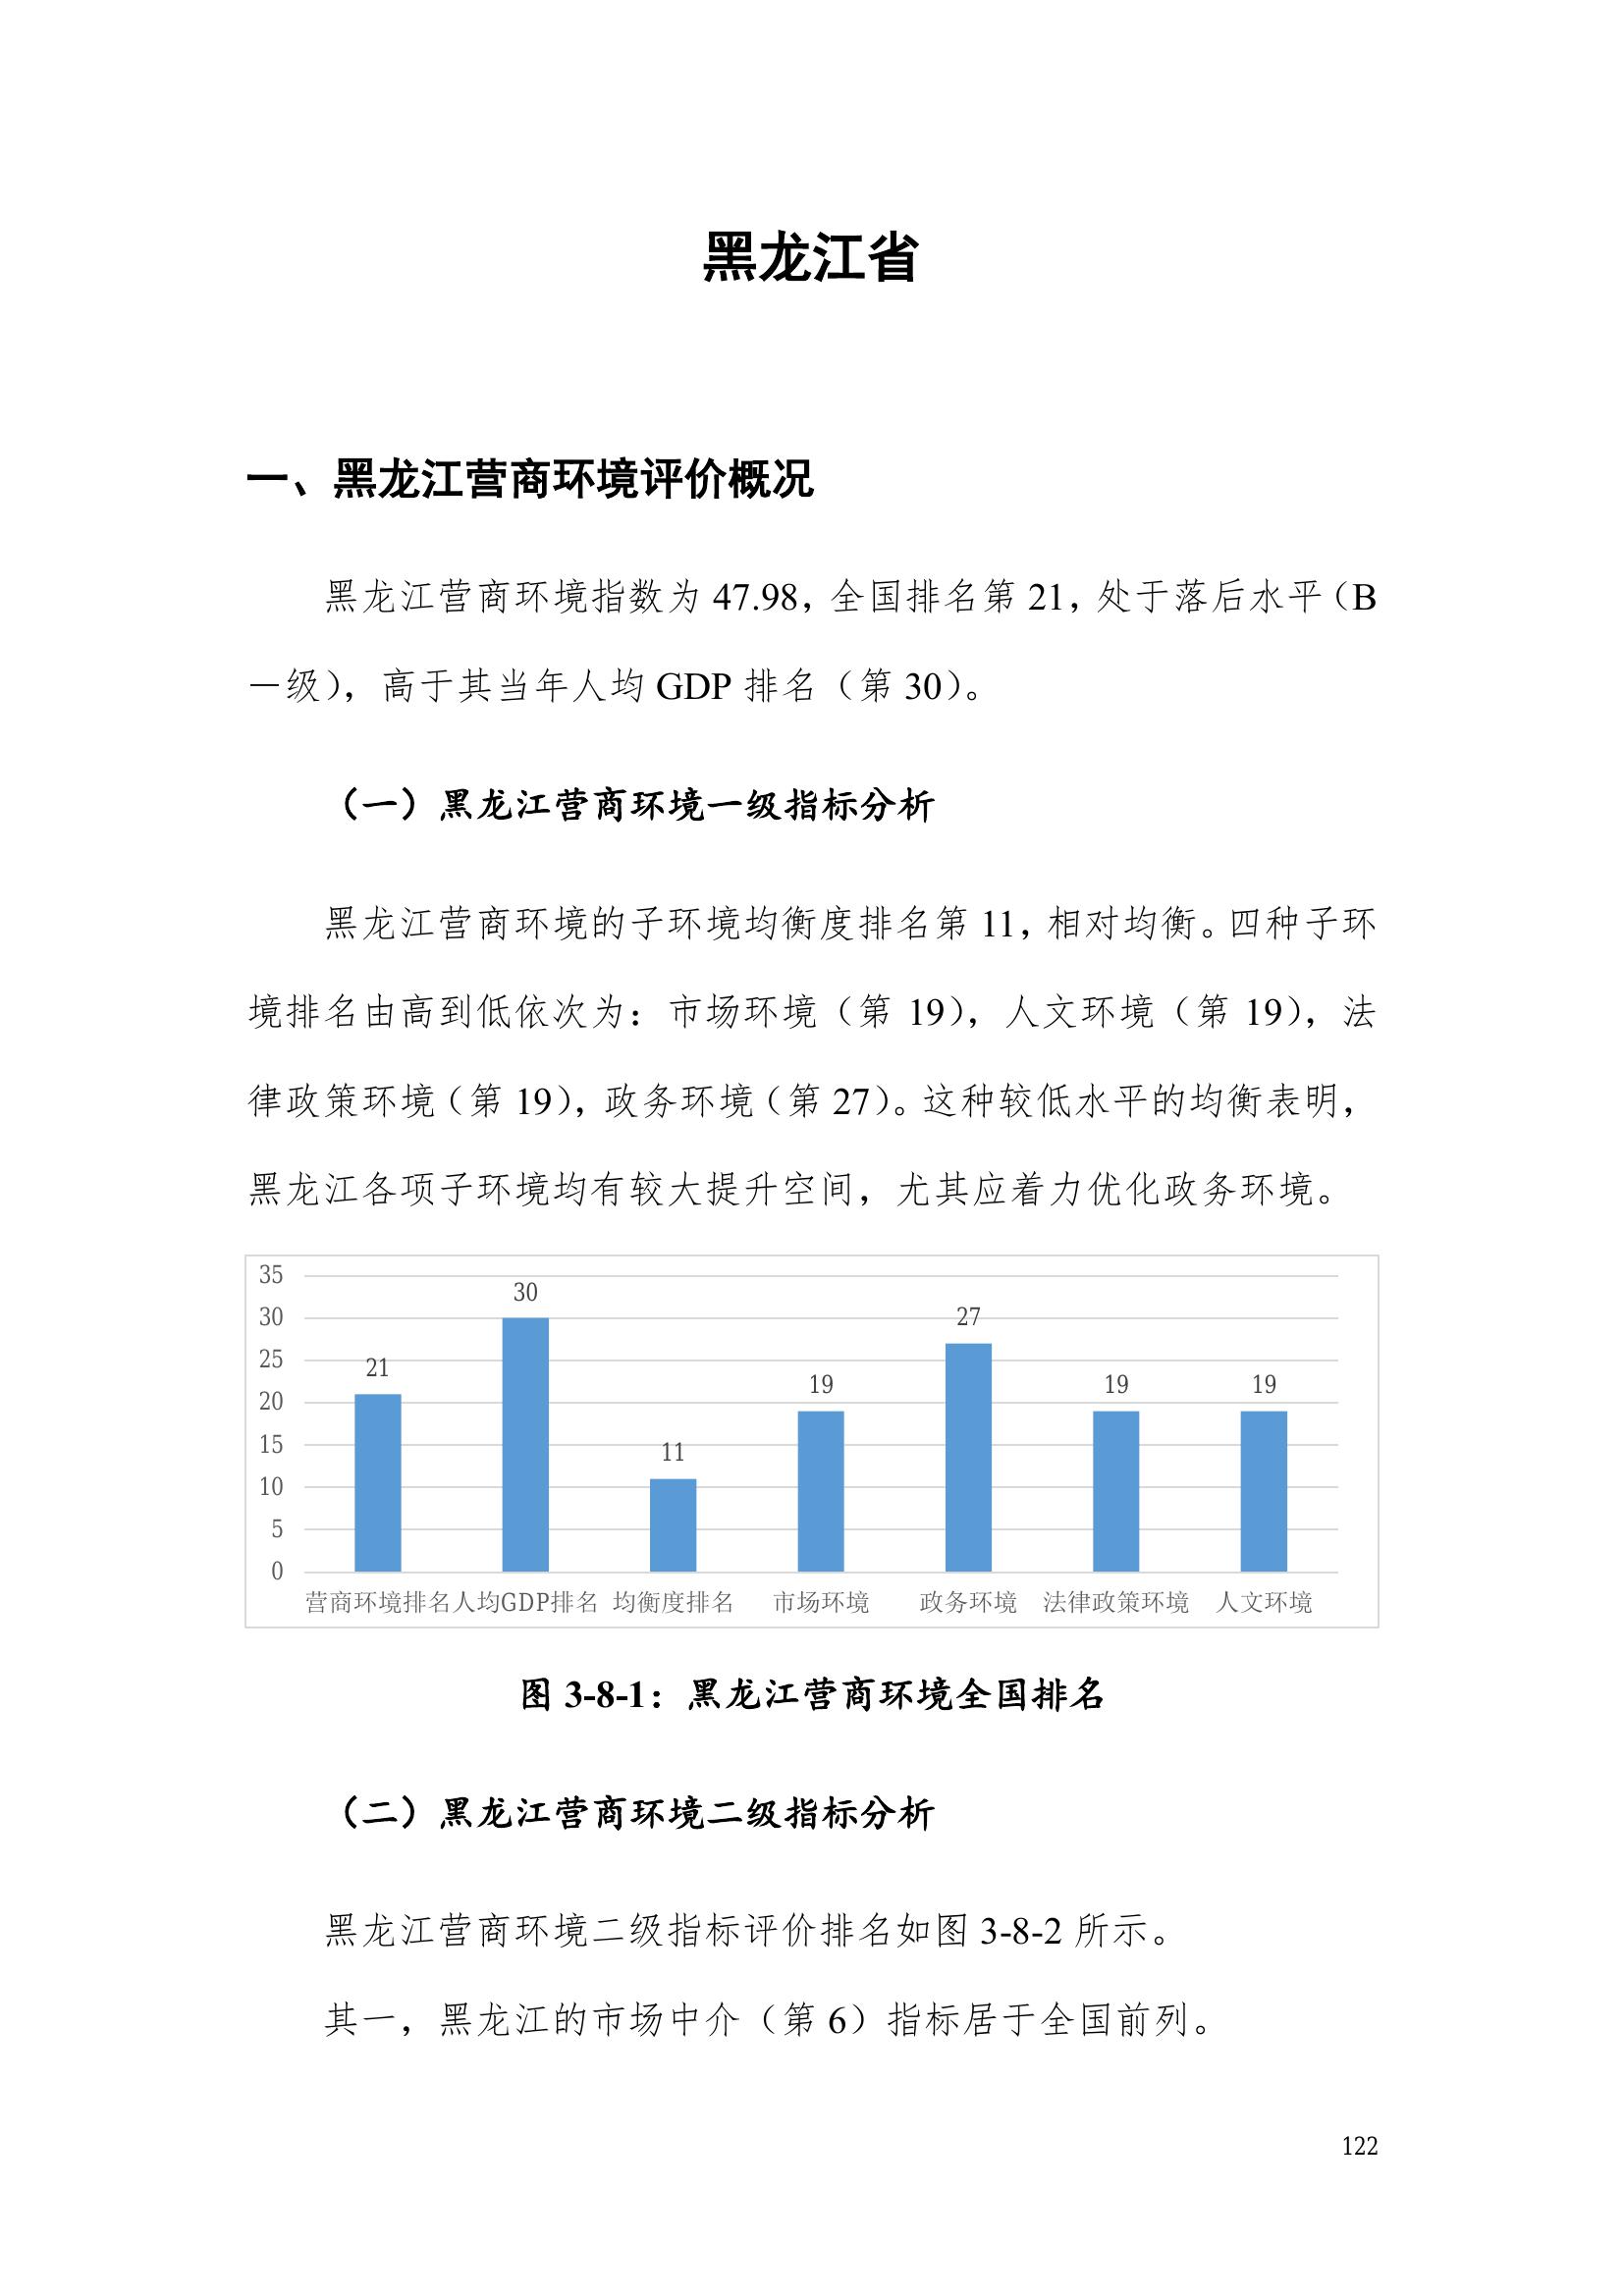 黑龙江省
一、黑龙江营商环境评价概况
黑龙江营商环境指数为 47.98，全国排名第 21，处于落后水平（B
－级），高于其当年人均 GDP 排名（第 30）。
（一）黑龙江营商环境一级指标分析
黑龙江营商环境的子环境均衡度排名第 11，相对均衡。四种子环
境排名由高到低依次为：市场环境（第 19），人文环境（第 19），法
律政策环境（第 19），政务环境（第 27）。这种较低水平的均衡表明，
黑龙江各项子环境均有较大提升空间，尤其应着力优化政务环境。
35
30
25
20
15
10
5
0
21
30
11
19
27
19
19
营商环境排名 人均GDP排名 均衡度排名 市场环境 政务环境 法律政策环境 人文环境
图 3-8-1：黑龙江营商环境全国排名
（二）黑龙江营商环境二级指标分析
黑龙江营商环境二级指标评价排名如图 3-8-2 所示。
其一，黑龙江的市场中介（第 6）指标居于全国前列。
122